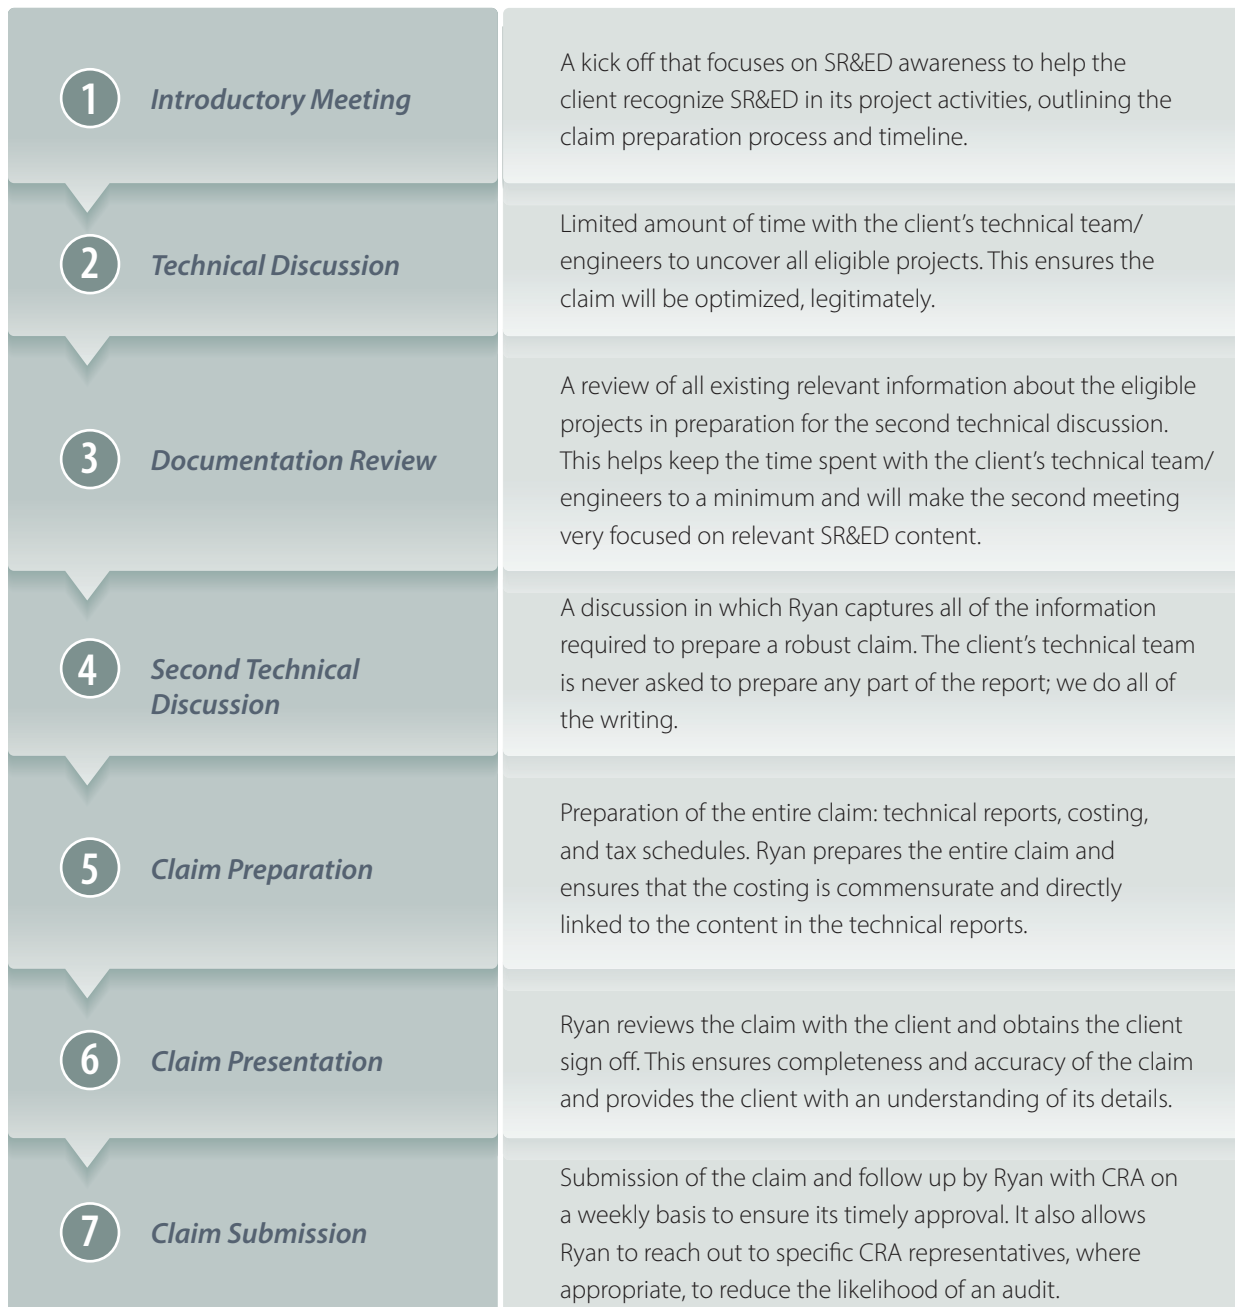 1
Introductory Meeting
A kick off that focuses on SR&ED awareness to help the
client recognize SR&ED in its project activities, outlining the
claim preparation process and timeline.
2
Technical Discussion
Limited amount of time with the client's technical team/
engineers to uncover all eligible projects. This ensures the
claim will be optimized, legitimately.
3
Documentation Review
A review of all existing relevant information about the eligible
projects in preparation for the second technical discussion.
This helps keep the time spent with the client's technical team/
engineers to a minimum and will make the second meeting
very focused on relevant SR&ED content.
4
Second Technical
Discussion
A discussion in which Ryan captures all of the information
required to prepare a robust claim. The client's technical team
is never asked to prepare any part of the report; we do all of
the writing.
5
Claim Preparation
Preparation of the entire claim: technical reports, costing,
and tax schedules. Ryan prepares the entire claim and
ensures that the costing is commensurate and directly
linked to the content in the technical reports.
6
Claim Presentation
Ryan reviews the claim with the client and obtains the client
sign off. This ensures completeness and accuracy of the claim
and provides the client with an understanding of its details.
7
Claim Submission
Submission of the claim and follow up by Ryan with CRA on
a weekly basis to ensure its timely approval. It also allows
Ryan to reach out to specific CRA representatives, where
appropriate, to reduce the likelihood of an audit.